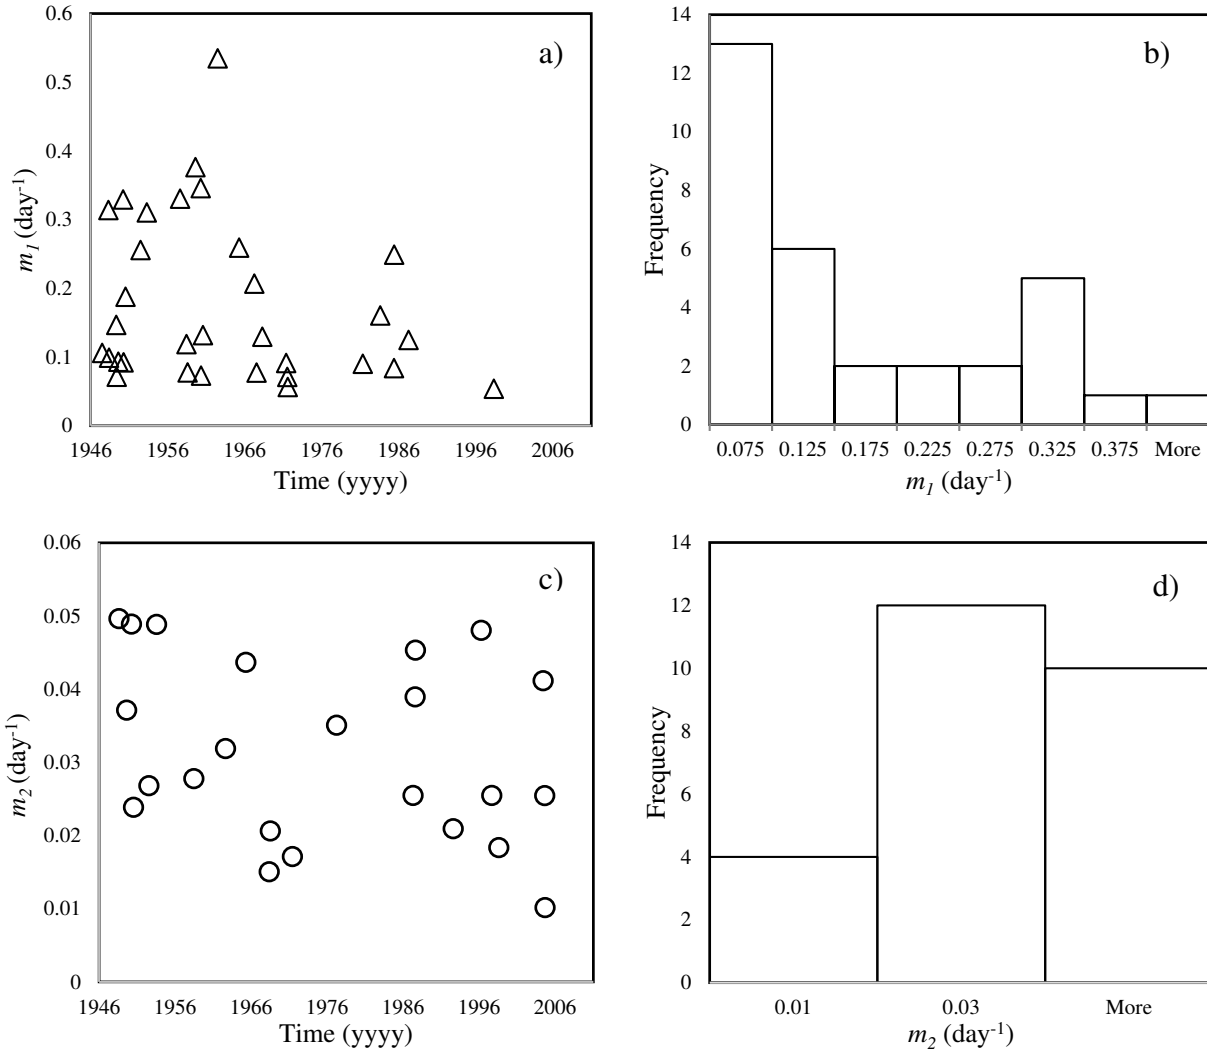 a)
0.6
0.5
0.4
0.3
0.2
0.1
0
m₁ (day⁻¹)
1946 1956 1966 1976 1986 1996 2006
Time (yyyy)
b)
14
12
10
8
6
4
2
0
Frequency
0.075 0.125 0.175 0.225 0.275 0.325 0.375 More
m₁ (day⁻¹)
c)
0.06
0.05
0.04
0.03
0.02
0.01
0
m₂ (day⁻¹)
1946 1956 1966 1976 1986 1996 2006
Time (yyyy)
d)
14
12
10
8
6
4
2
0
Frequency
0.01 0.03 More
m₂ (day⁻¹)